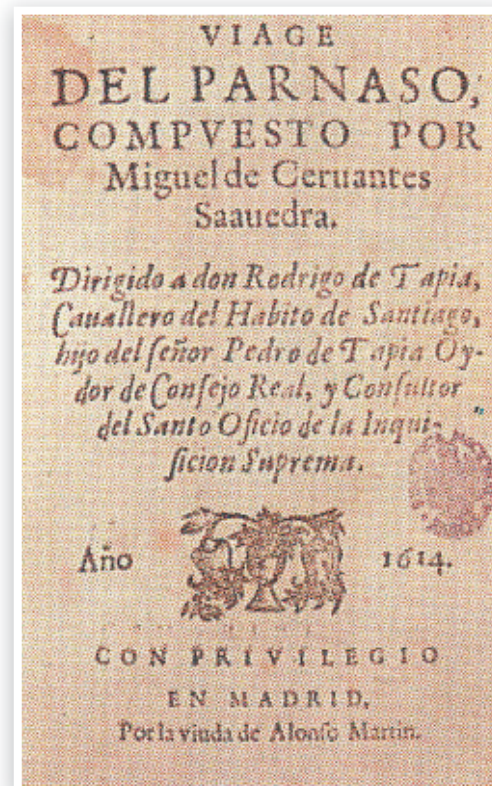 VIAGE
DEL PARNASO,
COMPVESTO POR
Miguel de Ceruantes
Saauedra.
Dirigido a don Rodrigo de Tapia,
Cauallero del Habito de Santiago,
hijo del señor Pedro de Tapia Oy-
dor de Consejo Real, y Consultor
del Santo Oficio de la Inqui-
sicion Suprema.
Año 1614.
CON PRIVILEGIO
EN MADRID,
Por la viuda de Alonso Martin.